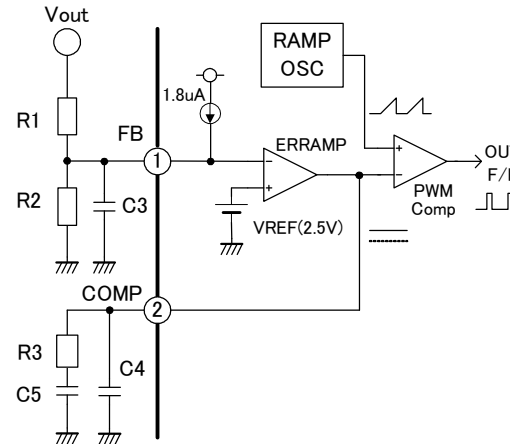 Vout
RAMP
OSC
1.8uA
R1
FB
1
ERRAMP
−
+
+
−
OU
F/
PWM
Comp
R2
C3
VREF(2.5V)
COMP
2
R3
C4
C5